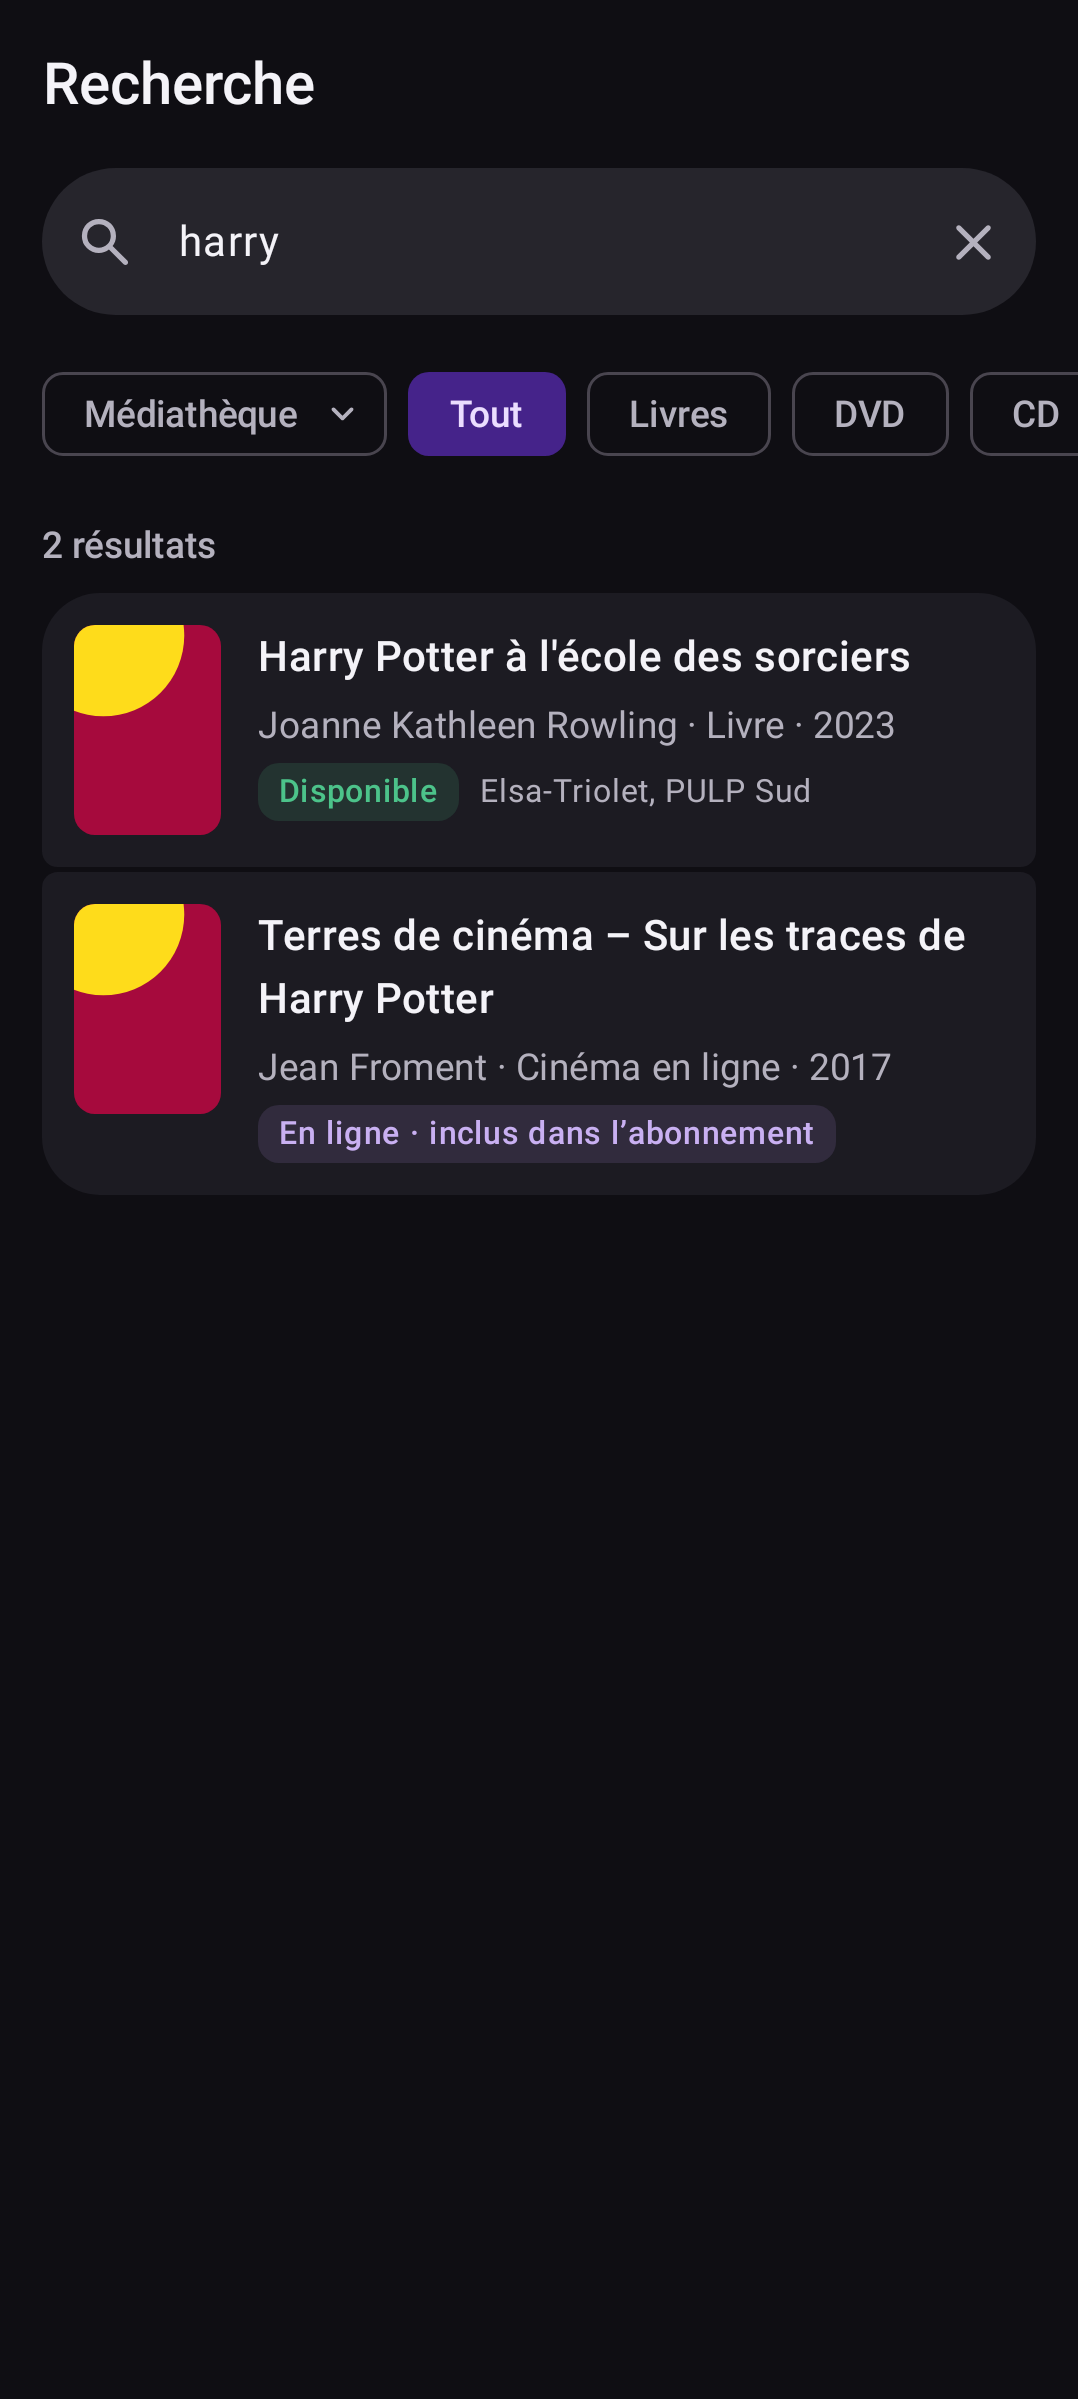 Recherche
harry
Médiathèque
Tout
Livres
DVD
CD
2 résultats
Harry Potter à l'école des sorciers
Joanne Kathleen Rowling · Livre · 2023
Disponible
Elsa-Triolet, PULP Sud
Terres de cinéma – Sur les traces de
Harry Potter
Jean Froment · Cinéma en ligne · 2017
En ligne · inclus dans l’abonnement